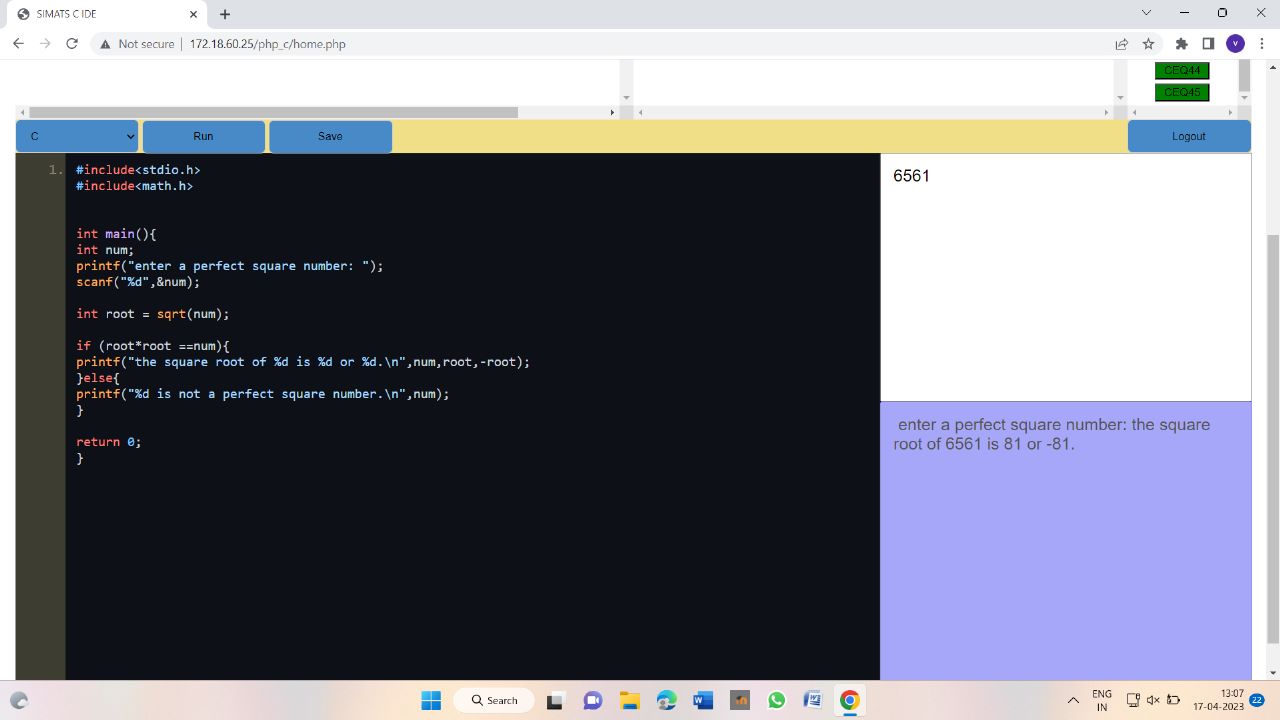 SIMATS C IDE
Not secure | 172.18.60.25/php_c/home.php
V
CEQ44
CEQ45
C
Run
Save
Logout
1.
#include<stdio.h>
#include<math.h>
int main(){
int num;
printf("enter a perfect square number: ");
scanf("%d",&num);
int root = sqrt(num);
if (root*root ==num){
printf("the square root of %d is %d or %d.\n",num,root,-root);
}else{
printf("%d is not a perfect square number.\n",num);
}
return 0;
}
6561
enter a perfect square number: the square
root of 6561 is 81 or -81.
Search
ENG
IN
13:07
17-04-2023
22